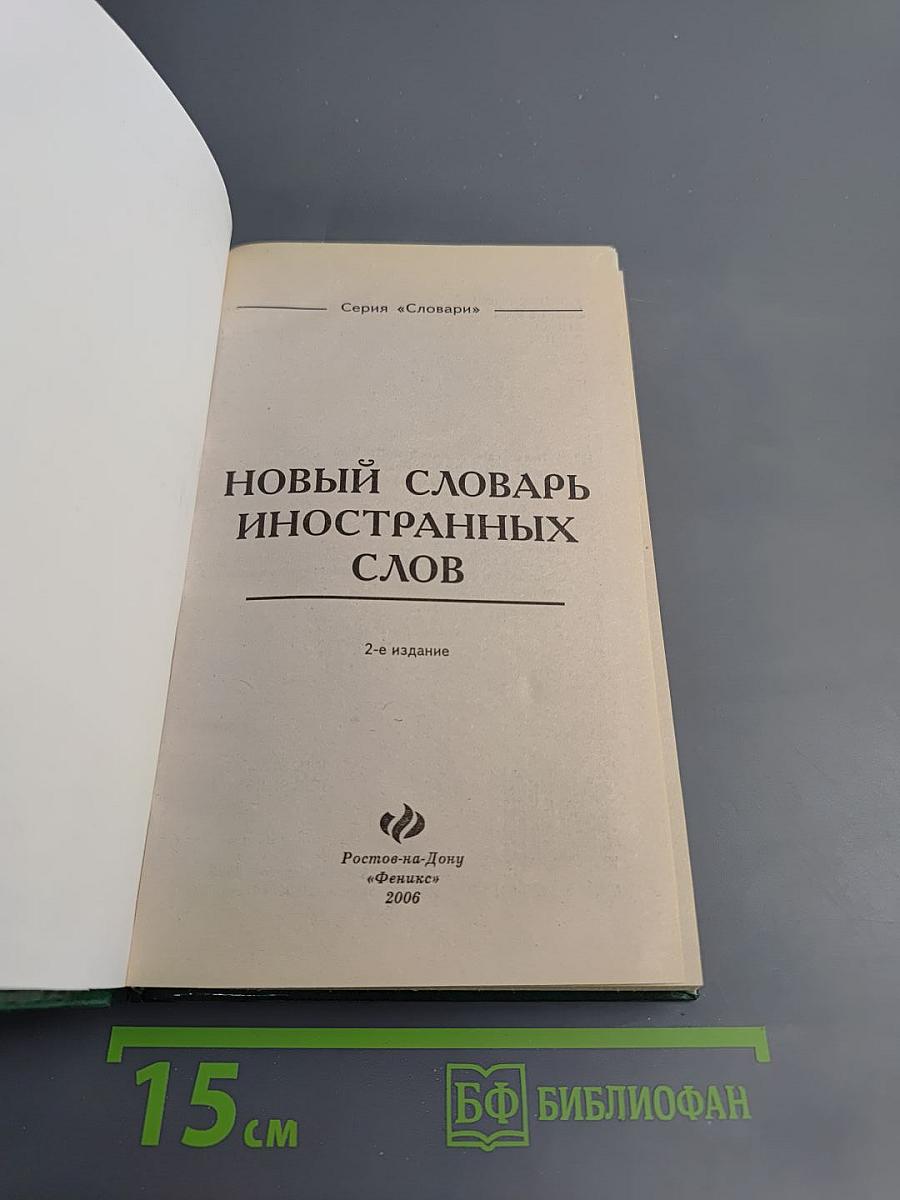 Серия «Словари»
НОВЫЙ СЛОВАРЬ
ИНОСТРАННЫХ
СЛОВ
2-е издание
Ростов-на-Дону
«Феникс»
2006
15 см
БФ БИБЛИОФАН